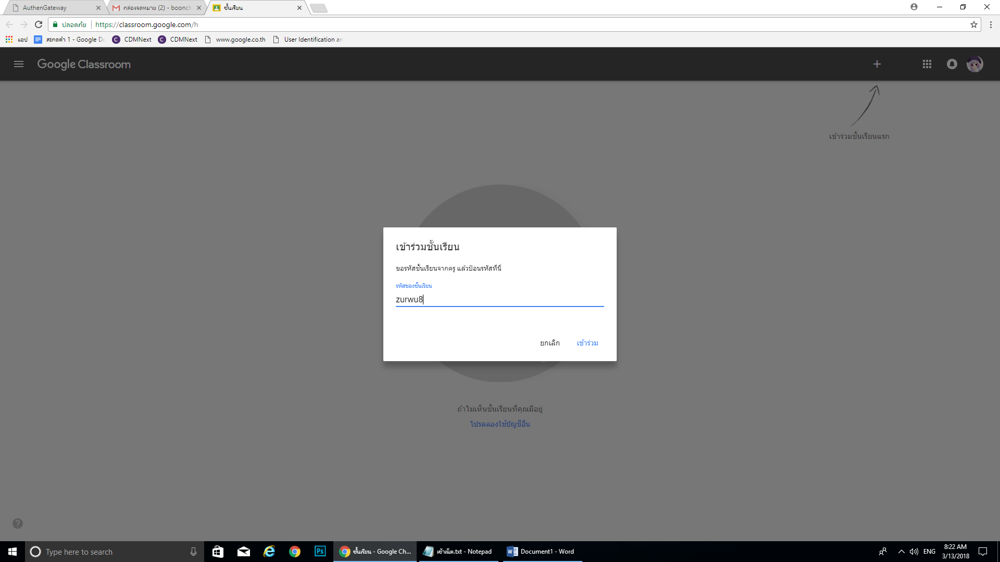 AuthenGateway
กล่องจดหมาย (2) - boonch
ชั้นเรียน
ปลอดภัย
https://classroom.google.com/h
แอป
สะกดคำ 1 - Google Do
CDMNext
CDMNext
www.google.co.th
User Identification an
Google Classroom
เข้าร่วมชั้นเรียนแรก
เข้าร่วมชั้นเรียน
ขอรหัสชั้นเรียนจากครู แล้วป้อนรหัสที่นี่
รหัสของชั้นเรียน
zurwu8
ยกเลิก
เข้าร่วม
ถ้าไม่เห็นชั้นเรียนที่คุณมีอยู่
โปรดลองใช้บัญชีอื่น
Type here to search
Ps
ชั้นเรียน - Google Ch...
เข้าเน็ต.txt - Notepad
Document1 - Word
ENG
8:22 AM
3/13/2018